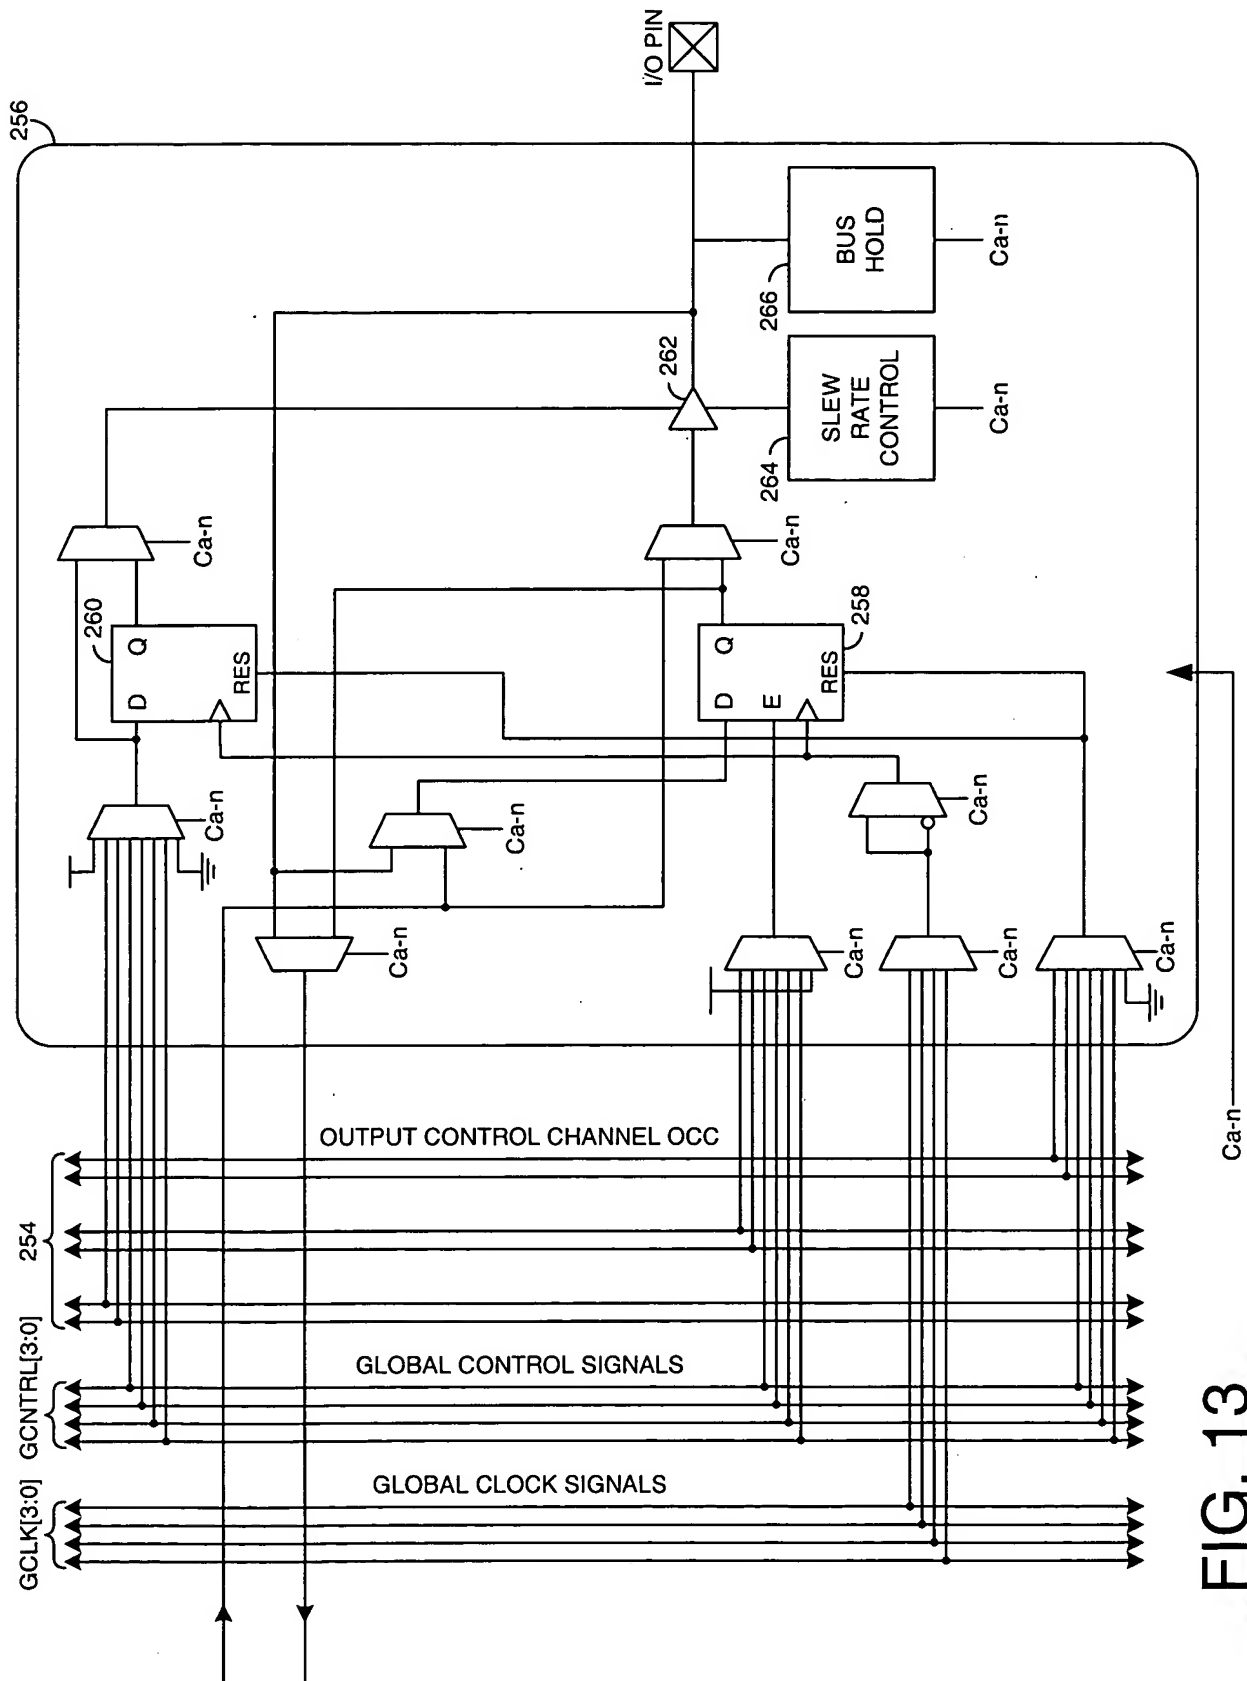 256
I/O PIN
BUS
HOLD
266
Ca-n
262
SLEW
RATE
CONTROL
264
Ca-n
Ca-n
260
D
Q
RES
Ca-n
258
D
E
Q
RES
Ca-n
Ca-n
Ca-n
Ca-n
Ca-n
Ca-n
Ca-n
Ca-n
OUTPUT CONTROL CHANNEL OCC
254
GLOBAL CONTROL SIGNALS
GCNTRL[3:0]
GLOBAL CLOCK SIGNALS
GCLK[3:0]
Ca-n
FIG. 13